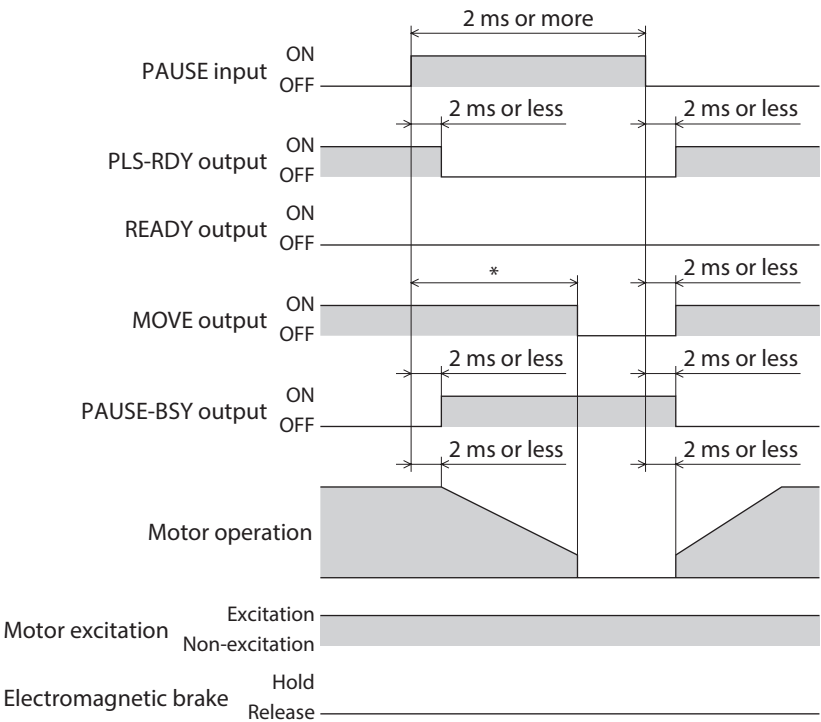 2 ms or more
PAUSE input
ON
OFF
2 ms or less
2 ms or less
PLS-RDY output
ON
OFF
READY output
ON
OFF
*
2 ms or less
MOVE output
ON
OFF
2 ms or less
2 ms or less
PAUSE-BSY output
ON
OFF
2 ms or less
2 ms or less
Motor operation
Motor excitation
Excitation
Non-excitation
Electromagnetic brake
Hold
Release